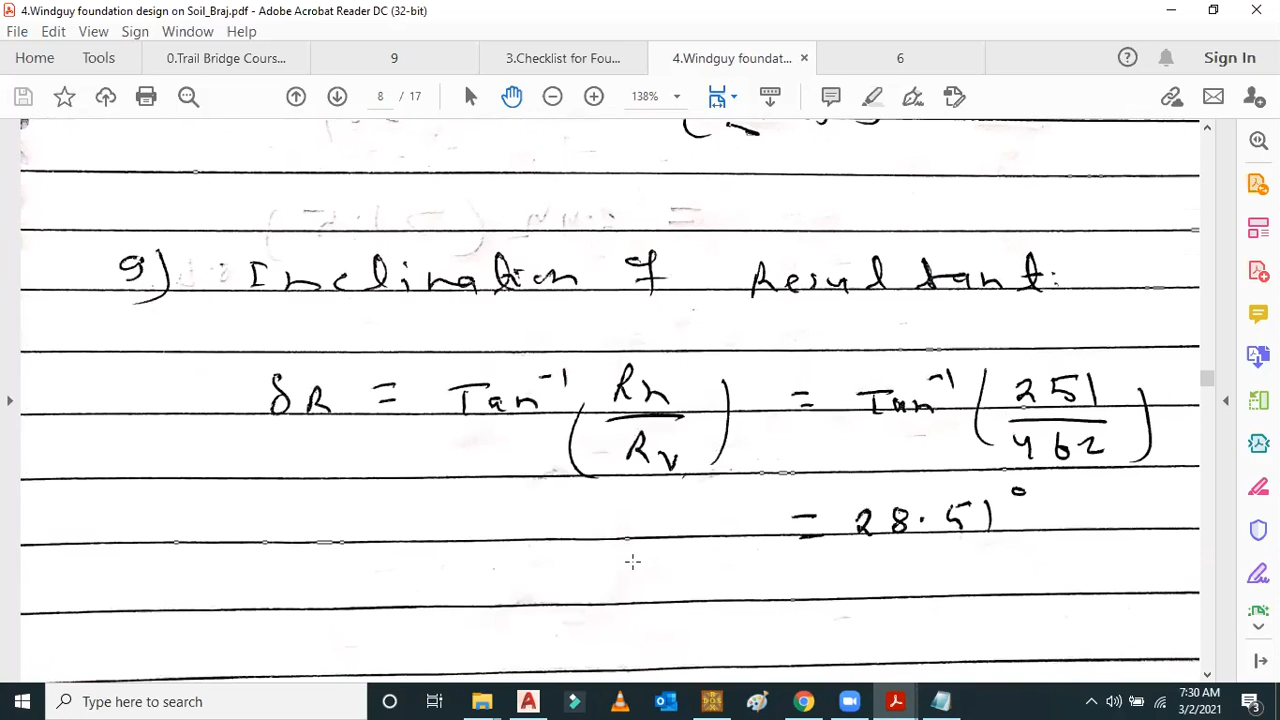 4.Windguy foundation design on Soil_Braj.pdf - Adobe Acrobat Reader DC (32-bit)
File Edit View Sign Window Help
Home Tools 0.Trail Bridge Cours... 9 3.Checklist for Fou... 4.Windguy foundat... × 6 Sign In
8 / 17 138%
9) Inclination of Resultant:
δR = Tan⁻¹ (Rh / Rv) = Tan⁻¹ (251 / 462)
= 28.51°
Type here to search
7:30 AM
3/2/2021
3